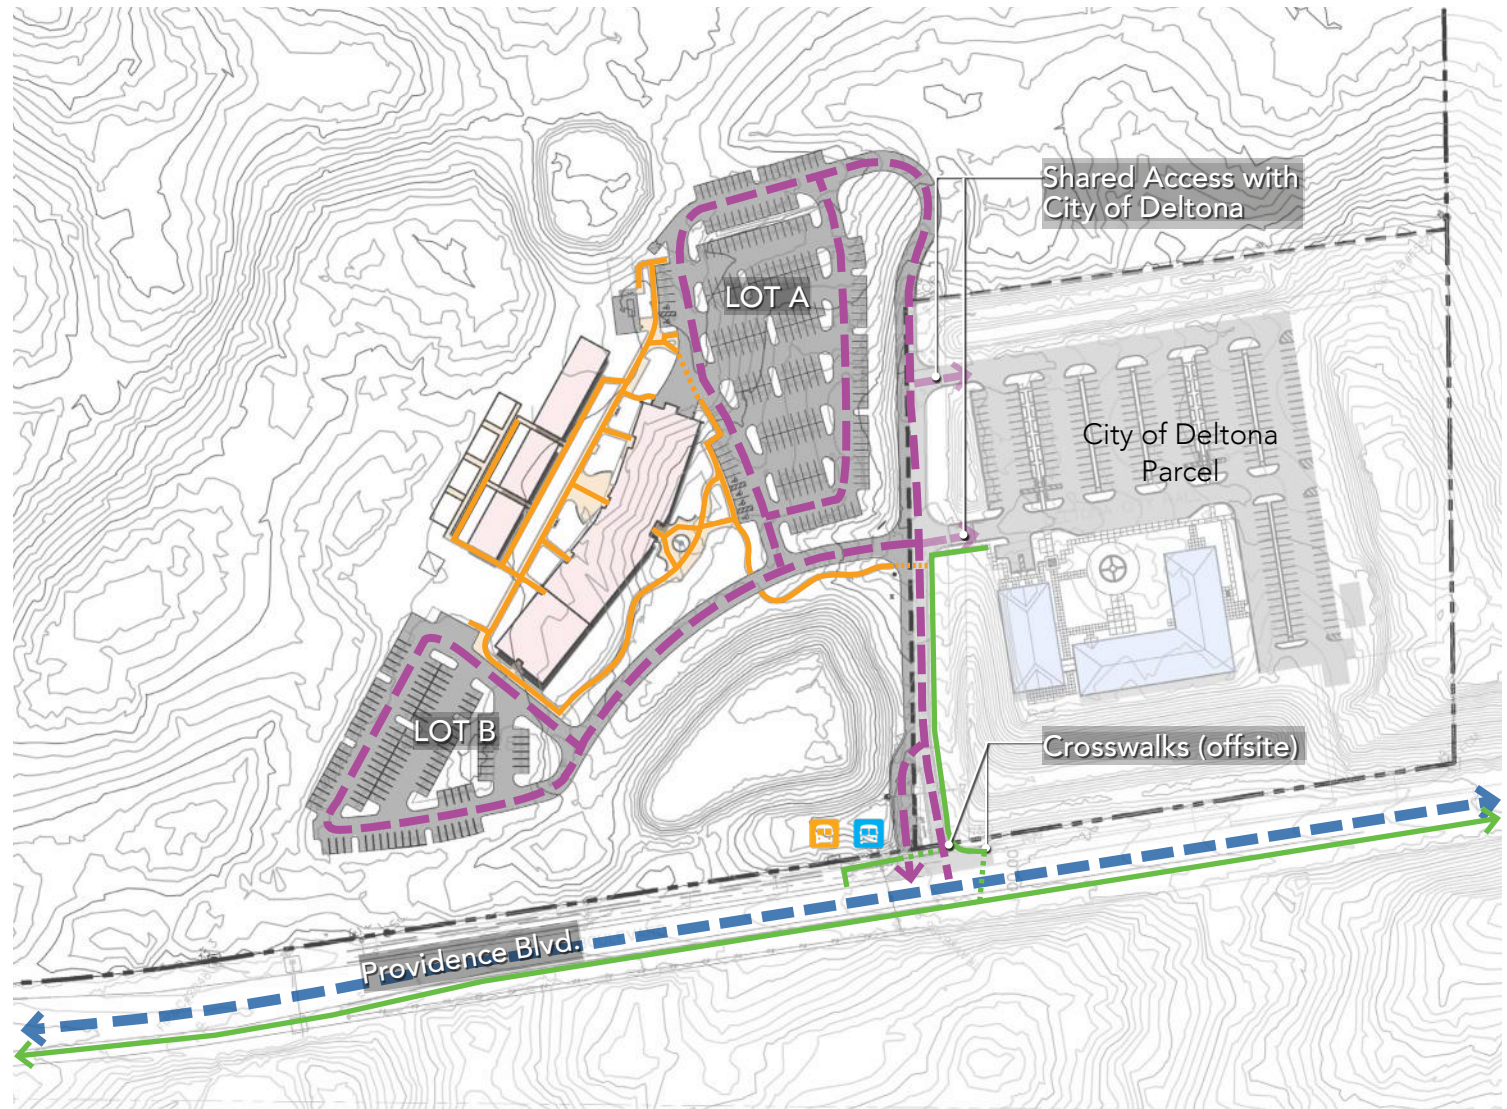 Shared Access with
City of Deltona
LOT A
City of Deltona
Parcel
LOT B
Crosswalks (offsite)
Providence Blvd.